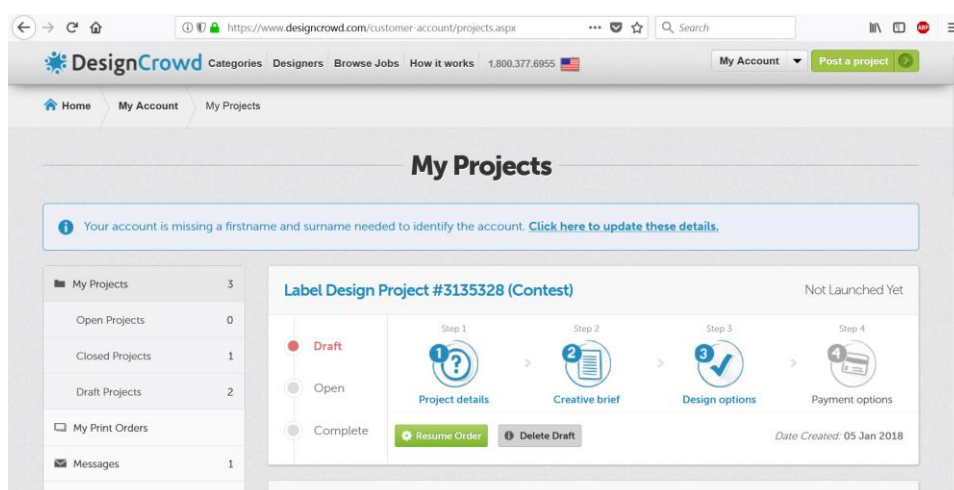 https://www.designcrowd.com/customer-account/projects.aspx
Search
ABP
DesignCrowd Categories Designers Browse Jobs How it works 1.800.377.6955
My Account
Post a project
Home My Account My Projects
My Projects
Your account is missing a firstname and surname needed to identify the account. Click here to update these details.
My Projects 3
Open Projects 0
Closed Projects 1
Draft Projects 2
My Print Orders
Messages 1
Label Design Project #3135328 (Contest)
Not Launched Yet
Draft
Open
Complete
Step 1 Step 2 Step 3 Step 4
1 2 3 4
Project details Creative brief Design options Payment options
Resume Order Delete Draft
Date Created: 05 Jan 2018